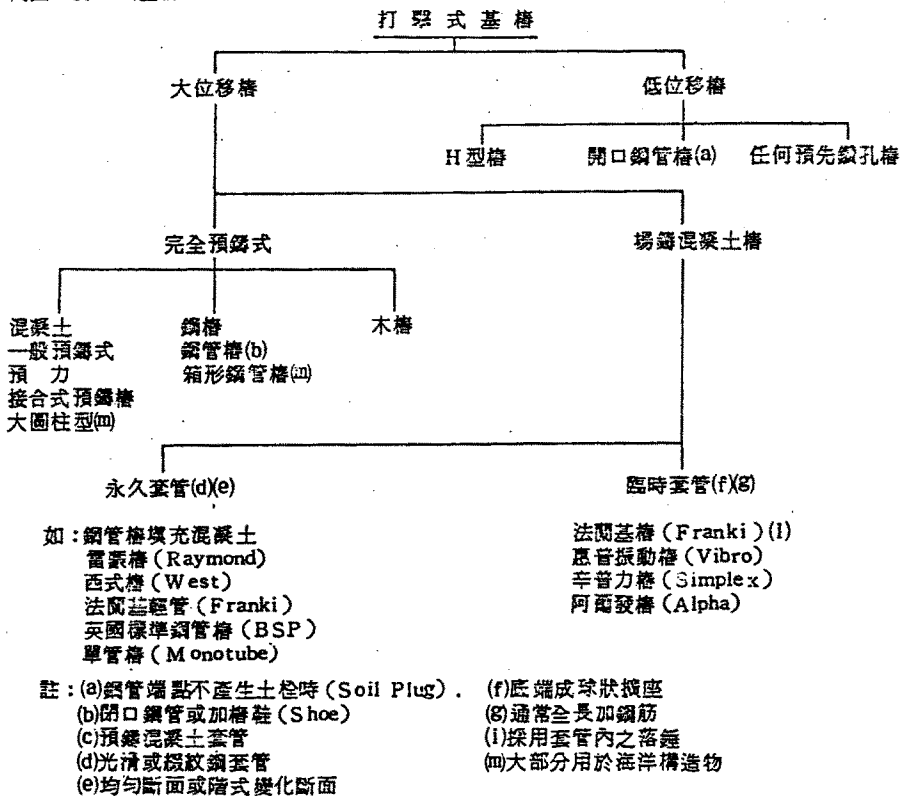 打擊式基樁
大位移樁
低位移樁
H型樁
開口鋼管樁(a)
任何預先鑽孔樁
完全預鑄式
場鑄混凝土樁
混凝土
一般預鑄式
預 力
接合式預鑄樁
大圓柱型(m)
鋼樁
鋼管樁(b)
箱形鋼管樁(m)
木樁
永久套管(d)(e)
如：鋼管樁填充混凝土
雷蒙樁(Raymond)
西式樁(West)
法蘭基輕管(Franki)
英國標準鋼管樁(BSP)
單管樁(Monotube)
臨時套管(f)(g)
法蘭基樁(Franki)(l)
惠普振動樁(Vibro)
辛普力樁(Simplex)
阿爾發樁(Alpha)
註：(a)鋼管端點不產生土栓時(Soil Plug).
(b)閉口鋼管或加樁鞋(Shoe)
(c)預鑄混凝土套管
(d)光滑或摺紋鋼套管
(e)均勻斷面或階式變化斷面
(f)底端成球狀擴座
(g)通常全長加鋼筋
(l)採用套管內之落錘
(m)大部分用於海洋構造物